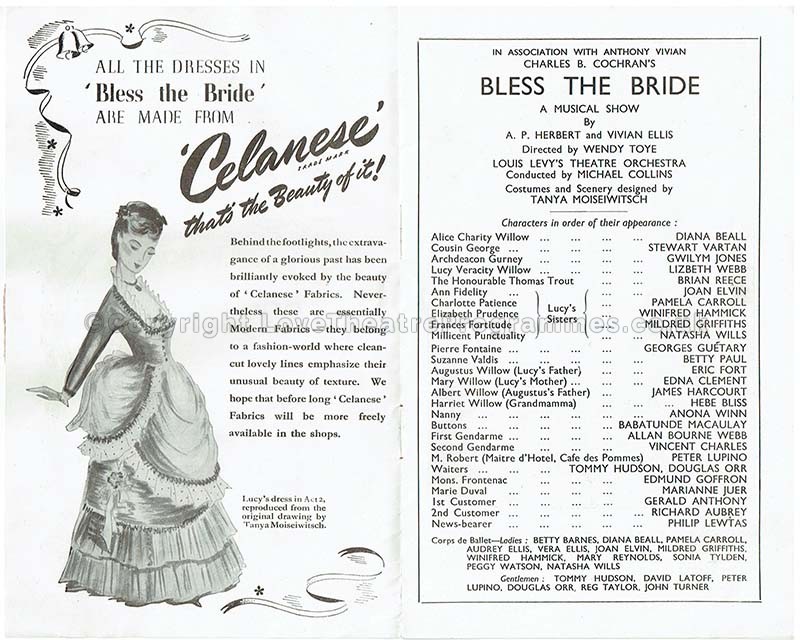 ALL THE DRESSES IN
'Bless the Bride'
ARE MADE FROM
'Celanese'
TRADE MARK
that's the Beauty of it!
Behind the footlights, the extrava-
gance of a glorious past has been
brilliantly evoked by the beauty
of 'Celanese' Fabrics. Never-
theless these are essentially
Modern Fabrics — they belong
to a fashion-world where clean-
cut lovely lines emphasize their
unusual beauty of texture. We
hope that before long 'Celanese'
Fabrics will be more freely
available in the shops.
Lucy's dress in Act 2,
reproduced from the
original drawing by
Tanya Moiseiwitsch.
IN ASSOCIATION WITH ANTHONY VIVIAN
CHARLES B. COCHRAN'S
BLESS THE BRIDE
A MUSICAL SHOW
By
A. P. HERBERT and VIVIAN ELLIS
Directed by WENDY TOYE
LOUIS LEVY'S THEATRE ORCHESTRA
Conducted by MICHAEL COLLINS
Costumes and Scenery designed by
TANYA MOISEIWITSCH
Characters in order of their appearance :
Alice Charity Willow ... ... ... ... DIANA BEALL
Cousin George ... ... ... ... STEWART VARTAN
Archdeacon Gurney ... ... ... ... GWILYM JONES
Lucy Veracity Willow ... ... ... ... LIZBETH WEBB
The Honourable Thomas Trout ... ... ... BRIAN REECE
Ann Fidelity ... ... ... JOAN ELVIN
Charlotte Patience ... PAMELA CARROLL
Elizabeth Prudence Lucy's ... WINIFRED HAMMICK
Frances Fortitude Sisters ... MILDRED GRIFFITHS
Millicent Punctuality ... NATASHA WILLS
Pierre Fontaine ... ... ... ... GEORGES GUÉTARY
Suzanne Valdis ... ... ... ... BETTY PAUL
Augustus Willow (Lucy's Father) ... ... ERIC FORT
Mary Willow (Lucy's Mother) ... ... ... EDNA CLEMENT
Albert Willow (Augustus's Father) ... JAMES HARCOURT
Harriet Willow (Grandmamma) ... ... HEBE BLISS
Nanny ... ... ... ... ANONA WINN
Buttons ... ... ... ... BABATUNDE MACAULAY
First Gendarme ... ... ... ALLAN BOURNE WEBB
Second Gendarme ... ... ... VINCENT CHARLES
M. Robert (Maitre d'Hotel, Cafe des Pommes) PETER LUPINO
Waiters ... ... ... TOMMY HUDSON, DOUGLAS ORR
Mons. Frontenac ... ... ... EDMUND GOFFRON
Marie Duval ... ... ... MARIANNE JUER
1st Customer ... ... ... ... GERALD ANTHONY
2nd Customer ... ... ... ... RICHARD AUBREY
News-bearer ... ... ... ... PHILIP LEWTAS
Corps de Ballet—Ladies : BETTY BARNES, DIANA BEALL, PAMELA CARROLL,
AUDREY ELLIS, VERA ELLIS, JOAN ELVIN, MILDRED GRIFFITHS,
WINIFRED HAMMICK, MARY REYNOLDS, SONIA TYLDEN,
PEGGY WATSON, NATASHA WILLS
Gentlemen : TOMMY HUDSON, DAVID LATOFF, PETER
LUPINO, DOUGLAS ORR, REG TAYLOR, JOHN TURNER